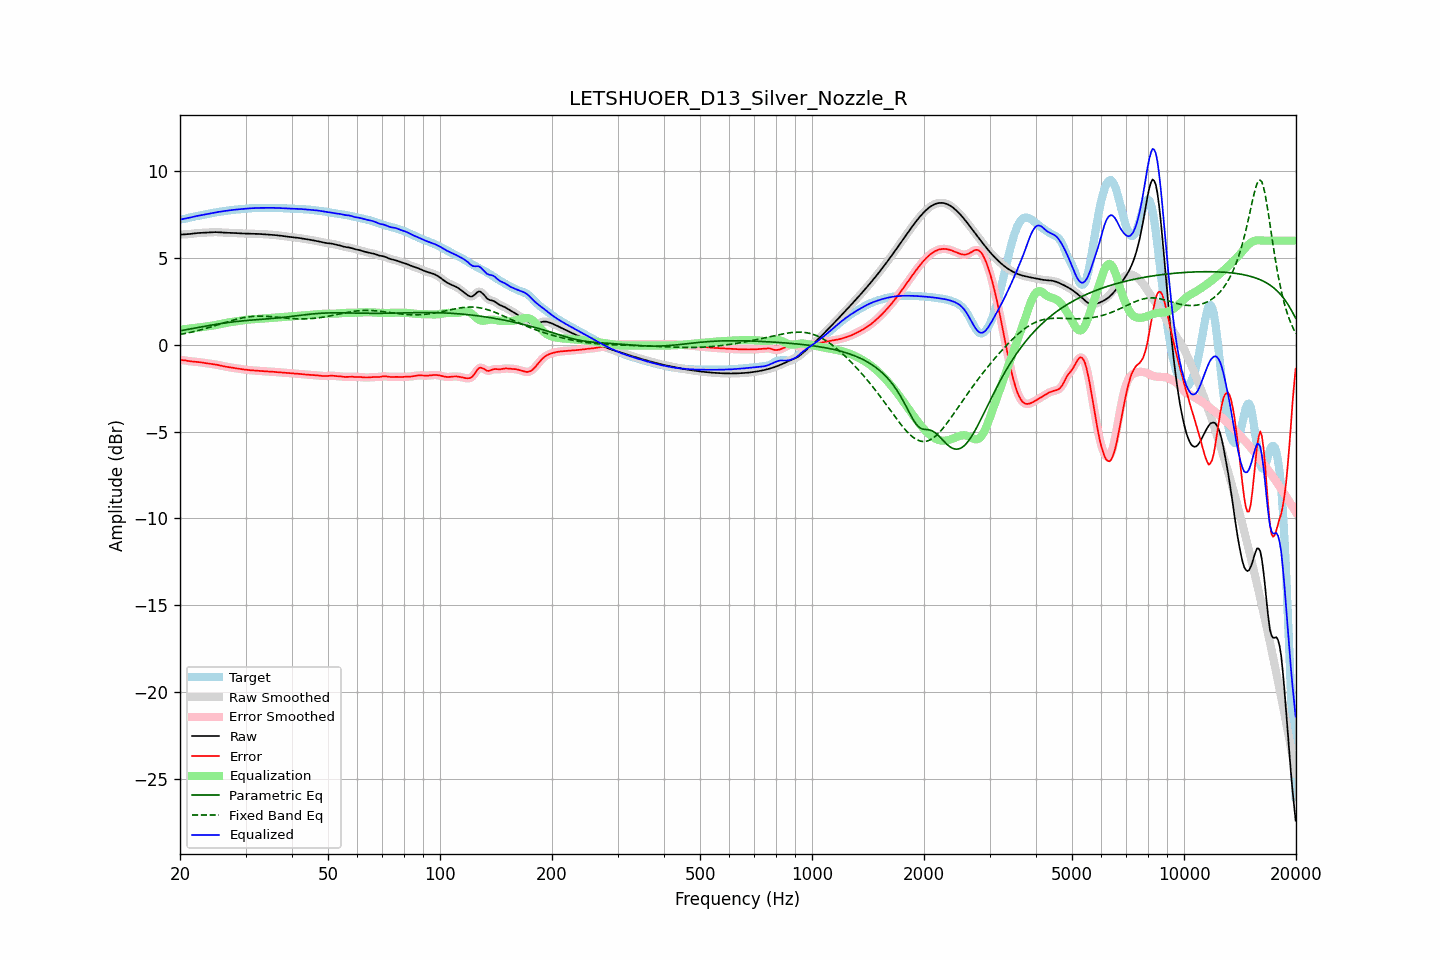 LETSHUOER_D13_Silver_Nozzle_R
Amplitude (dBr)
10
5
0
−5
−10
−15
−20
−25
Target
Raw Smoothed
Error Smoothed
Raw
Error
Equalization
Parametric Eq
Fixed Band Eq
Equalized
20 50 100 200 500 1000 2000 5000 10000 20000
Frequency (Hz)